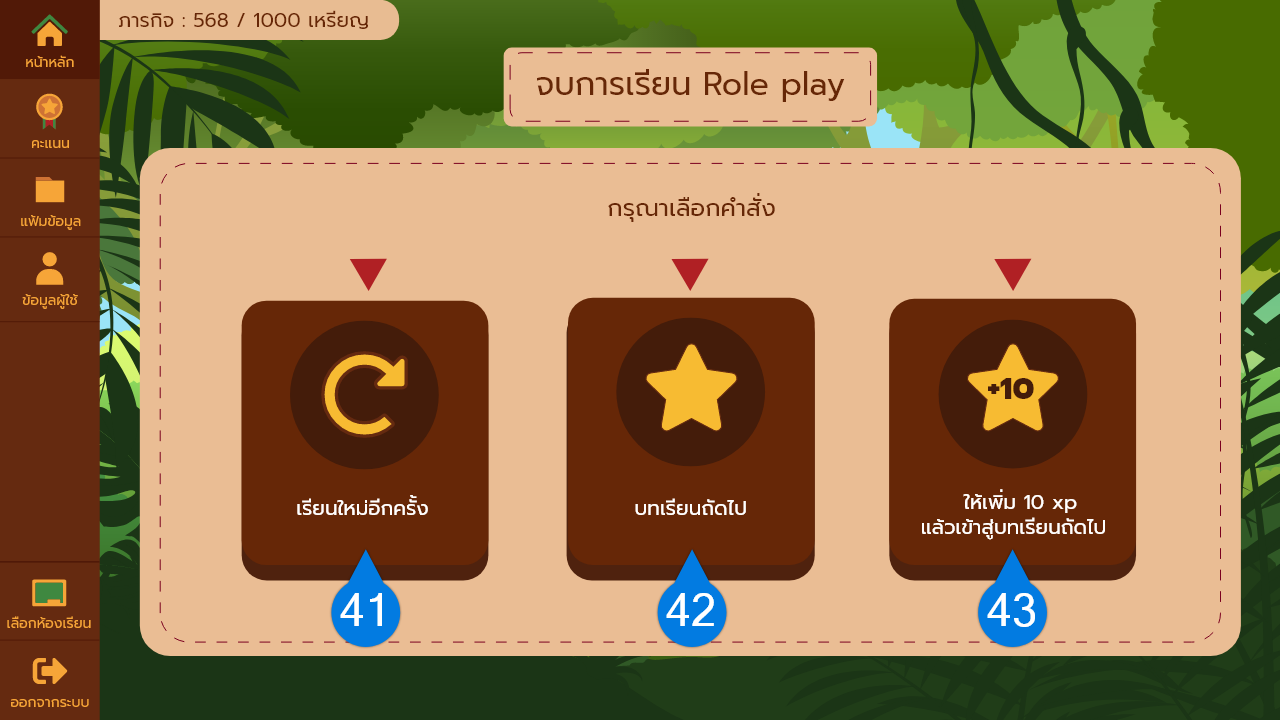 ภารกิจ : 568 / 1000 เหรียญ
หน้าหลัก
คะแนน
แฟ้มข้อมูล
ข้อมูลผู้ใช้
เลือกห้องเรียน
ออกจากระบบ
จบการเรียน Role play
กรุณาเลือกคำสั่ง
เรียนใหม่อีกครั้ง
41
บทเรียนถัดไป
42
+10
ให้เพิ่ม 10 xp
แล้วเข้าสู่บทเรียนถัดไป
43